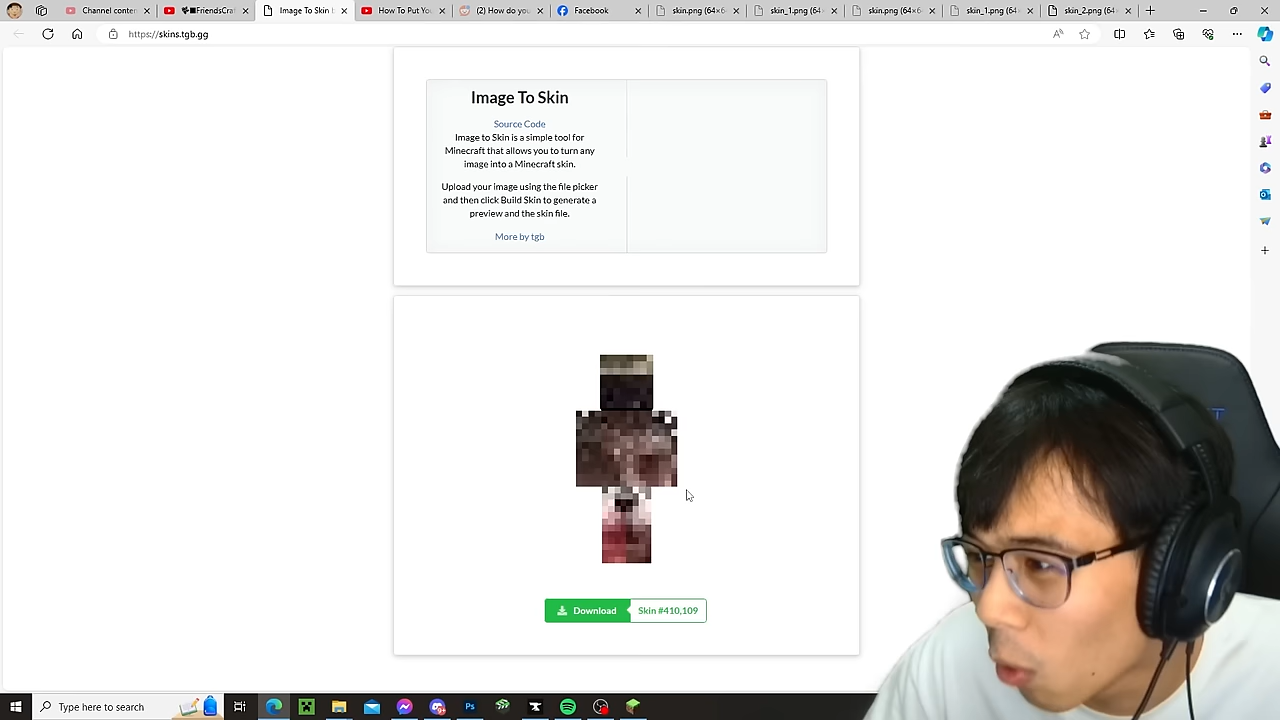 Channel conten
FriendsCra
Image To Skin b
How To Put Yo
(2) How do you
Facebook
skin.png (64×6
skin_1.png (64×
skin.png (64×6
skin_1.png (64×
skin_2.png (64×
https://skins.tgb.gg
Image To Skin
Source Code
Image to Skin is a simple tool for
Minecraft that allows you to turn any
image into a Minecraft skin.
Upload your image using the file picker
and then click Build Skin to generate a
preview and the skin file.
More by tgb
Download
Skin #410,109
Type here to search